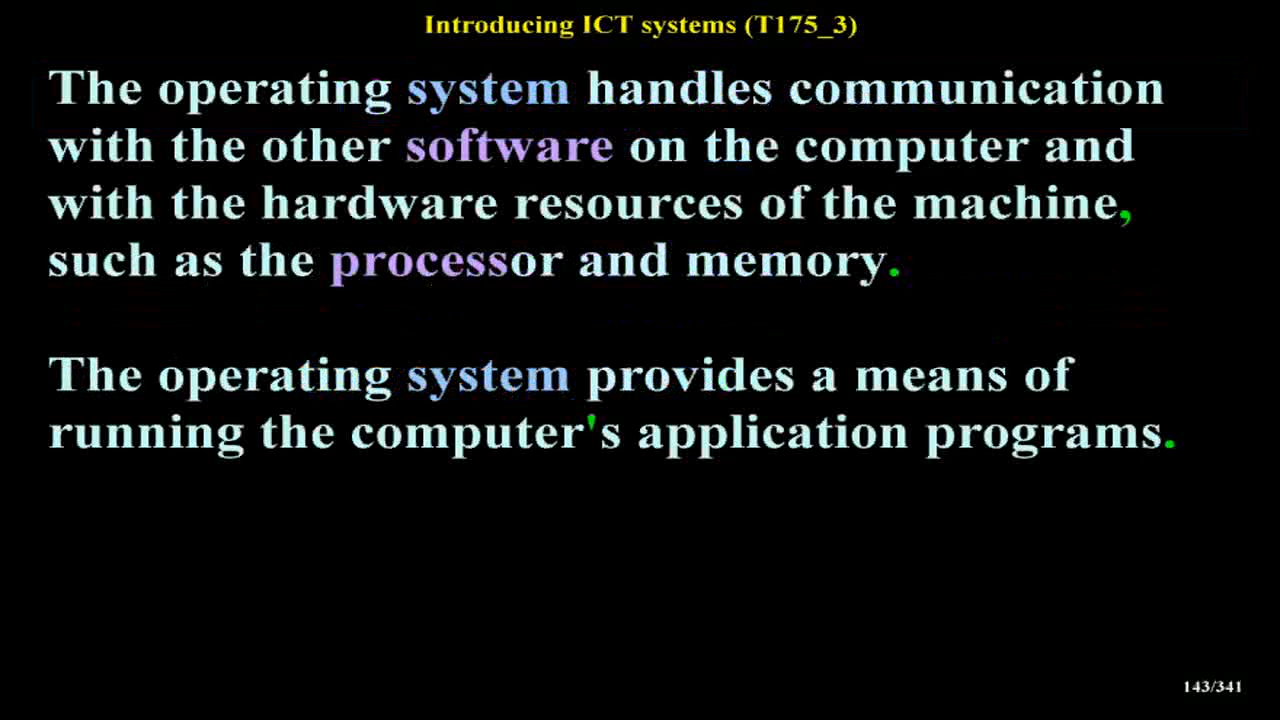 Introducing ICT systems (T175_3)
The operating system handles communication
with the other software on the computer and
with the hardware resources of the machine,
such as the processor and memory.
The operating system provides a means of
running the computer's application programs.
143/341